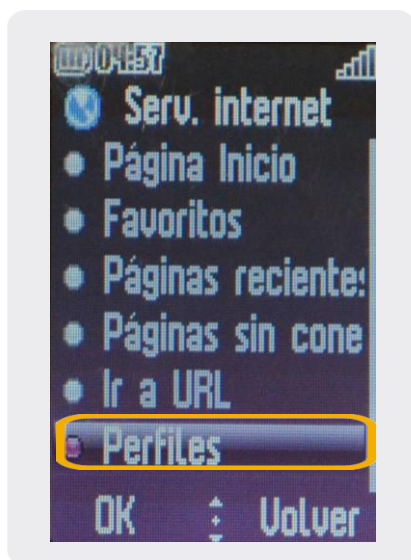 04:57
Serv. internet
Página Inicio
Favoritos
Páginas recientes
Páginas sin cone
Ir a URL
Perfiles
OK Volver